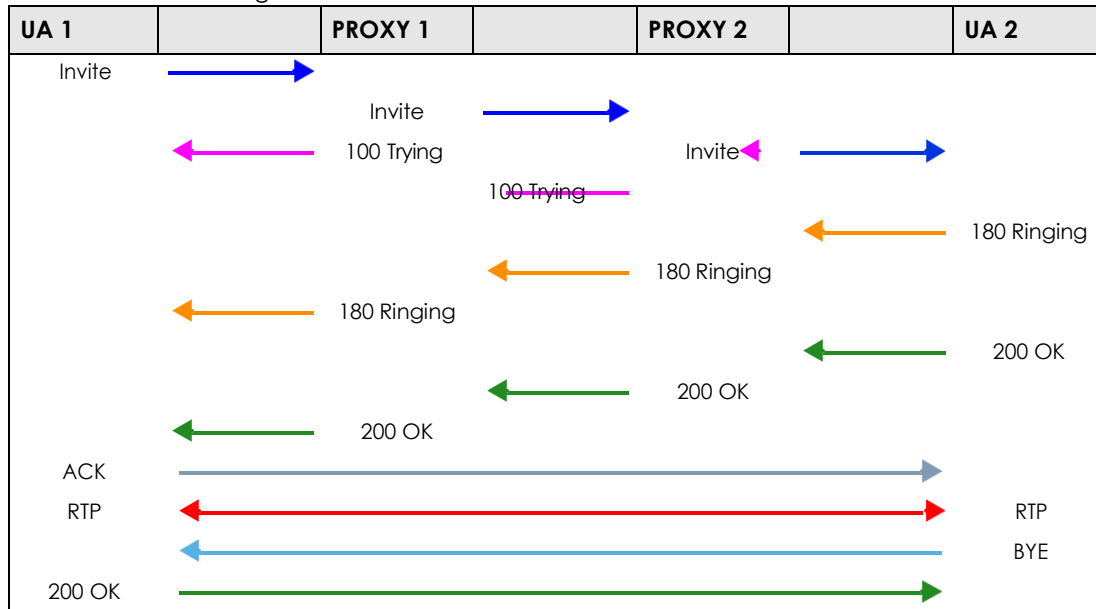 UA 1 PROXY 1 PROXY 2 UA 2
Invite
Invite
100 Trying Invite
100 Trying
180 Ringing
180 Ringing
180 Ringing
200 OK
200 OK
200 OK
ACK
RTP RTP
BYE
200 OK